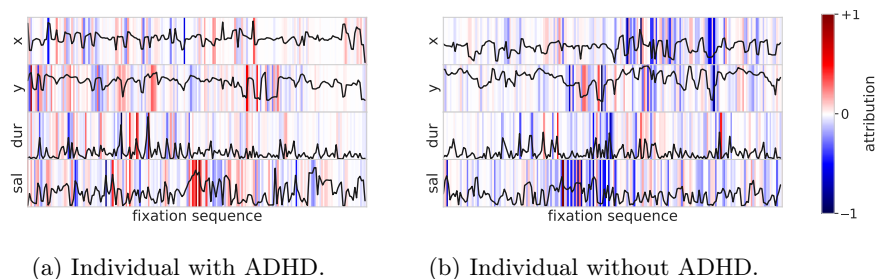 x
y
dur
sal
fixation sequence
x
y
dur
sal
fixation sequence
+1
0
−1
attribution
(a) Individual with ADHD.
(b) Individual without ADHD.